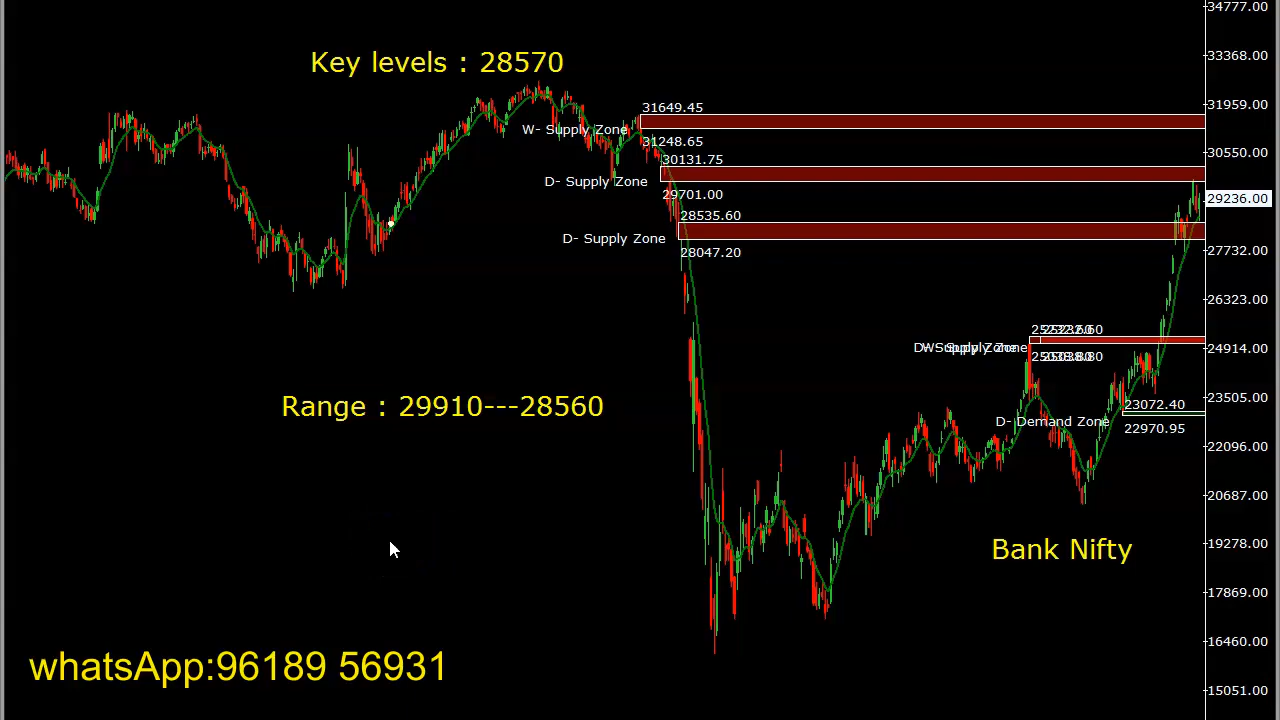 34777.00
Key levels : 28570
33368.00
31649.45
31959.00
W- Supply Zone
31248.65
30550.00
30131.75
D- Supply Zone
29701.00
29236.00
28535.60
D- Supply Zone
28047.20
27732.00
26323.00
24914.00
23505.00
23072.40
Range : 29910---28560
D- Demand Zone
22970.95
22096.00
20687.00
Bank Nifty
19278.00
17869.00
whatsApp:96189 56931
16460.00
15051.00